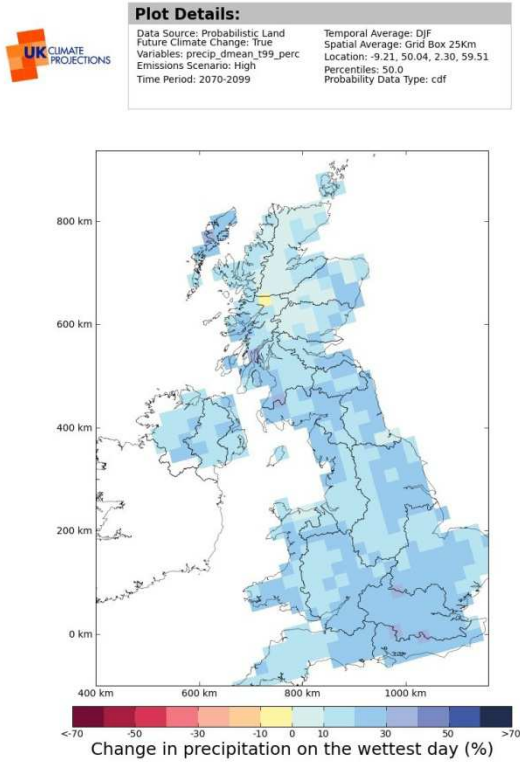 Plot Details:
UK CLIMATE
PROJECTIONS
Data Source: Probabilistic Land
Future Climate Change: True
Variables: precip_dmean_t99_perc
Emissions Scenario: High
Time Period: 2070-2099
Temporal Average: DJF
Spatial Average: Grid Box 25Km
Location: -9.21, 50.04, 2.30, 59.51
Percentiles: 50.0
Probability Data Type: cdf
800 km
600 km
400 km
200 km
0 km
400 km 600 km 800 km 1000 km
<-70 -50 -30 -10 0 10 30 50 >70
Change in precipitation on the wettest day (%)